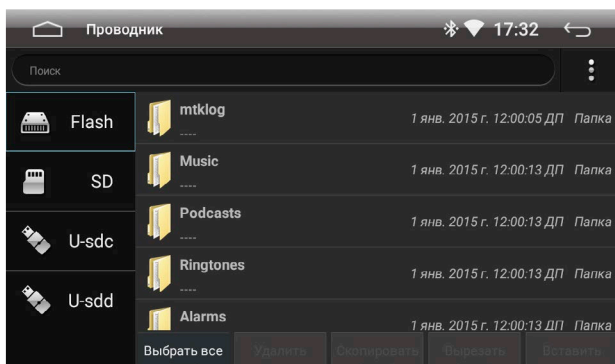 Проводник 17:32
Поиск
Flash
SD
U-sdc
U-sdd
mtklog 1 янв. 2015 г. 12:00:05 ДП Папка
----
Music 1 янв. 2015 г. 12:00:13 ДП Папка
----
Podcasts 1 янв. 2015 г. 12:00:13 ДП Папка
----
Ringtones 1 янв. 2015 г. 12:00:13 ДП Папка
----
Alarms 1 янв. 2015 г. 12:00:13 ДП Папка
Выбрать все Удалить Скопировать Вырезать Вставить